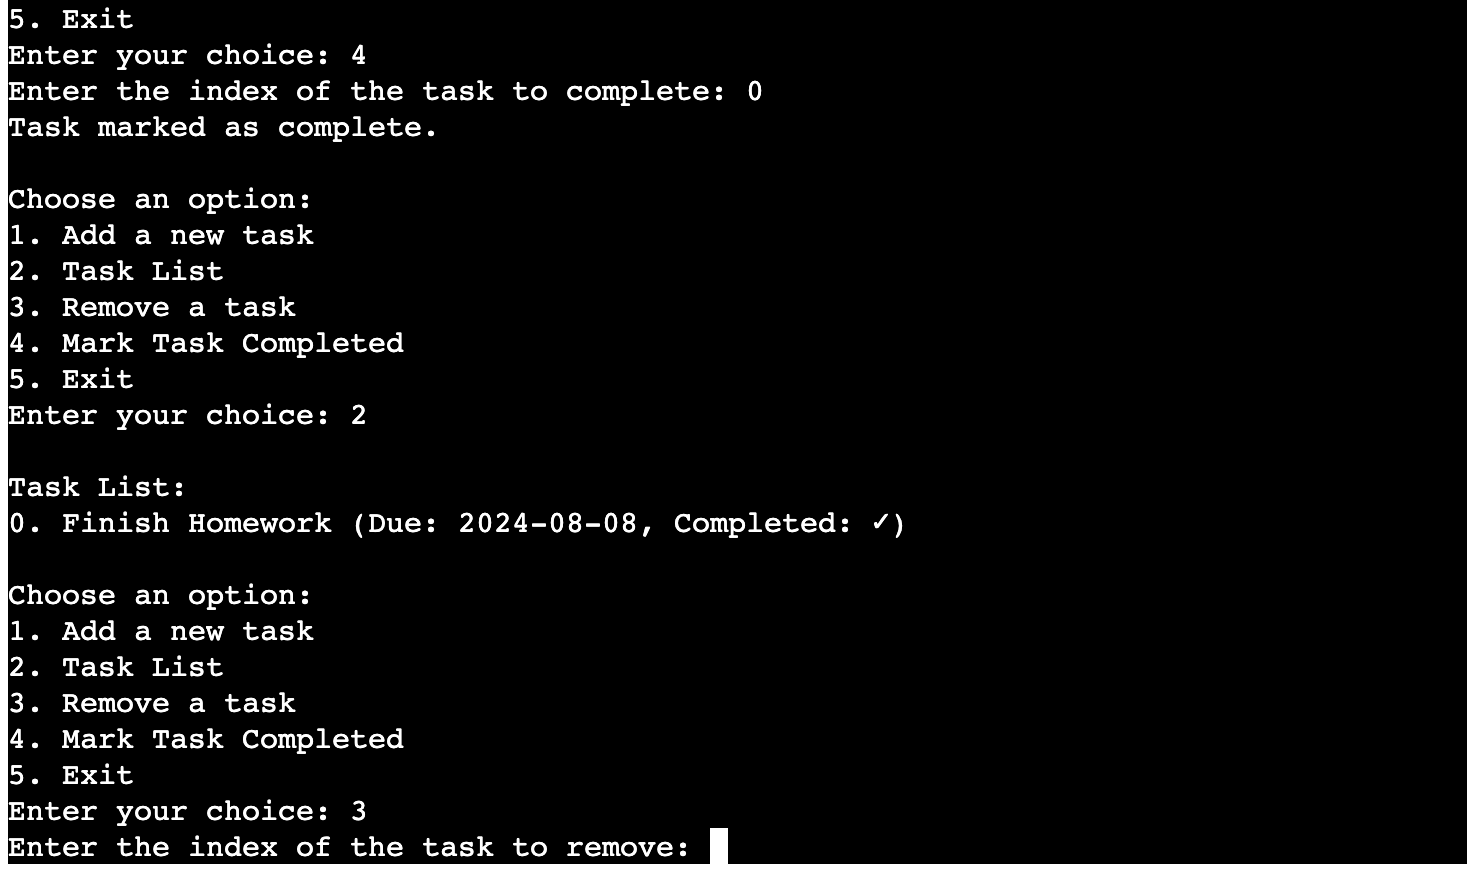 5. Exit
Enter your choice: 4
Enter the index of the task to complete: 0
Task marked as complete.
Choose an option:
1. Add a new task
2. Task List
3. Remove a task
4. Mark Task Completed
5. Exit
Enter your choice: 2
Task List:
0. Finish Homework (Due: 2024-08-08, Completed: ✓)
Choose an option:
1. Add a new task
2. Task List
3. Remove a task
4. Mark Task Completed
5. Exit
Enter your choice: 3
Enter the index of the task to remove: